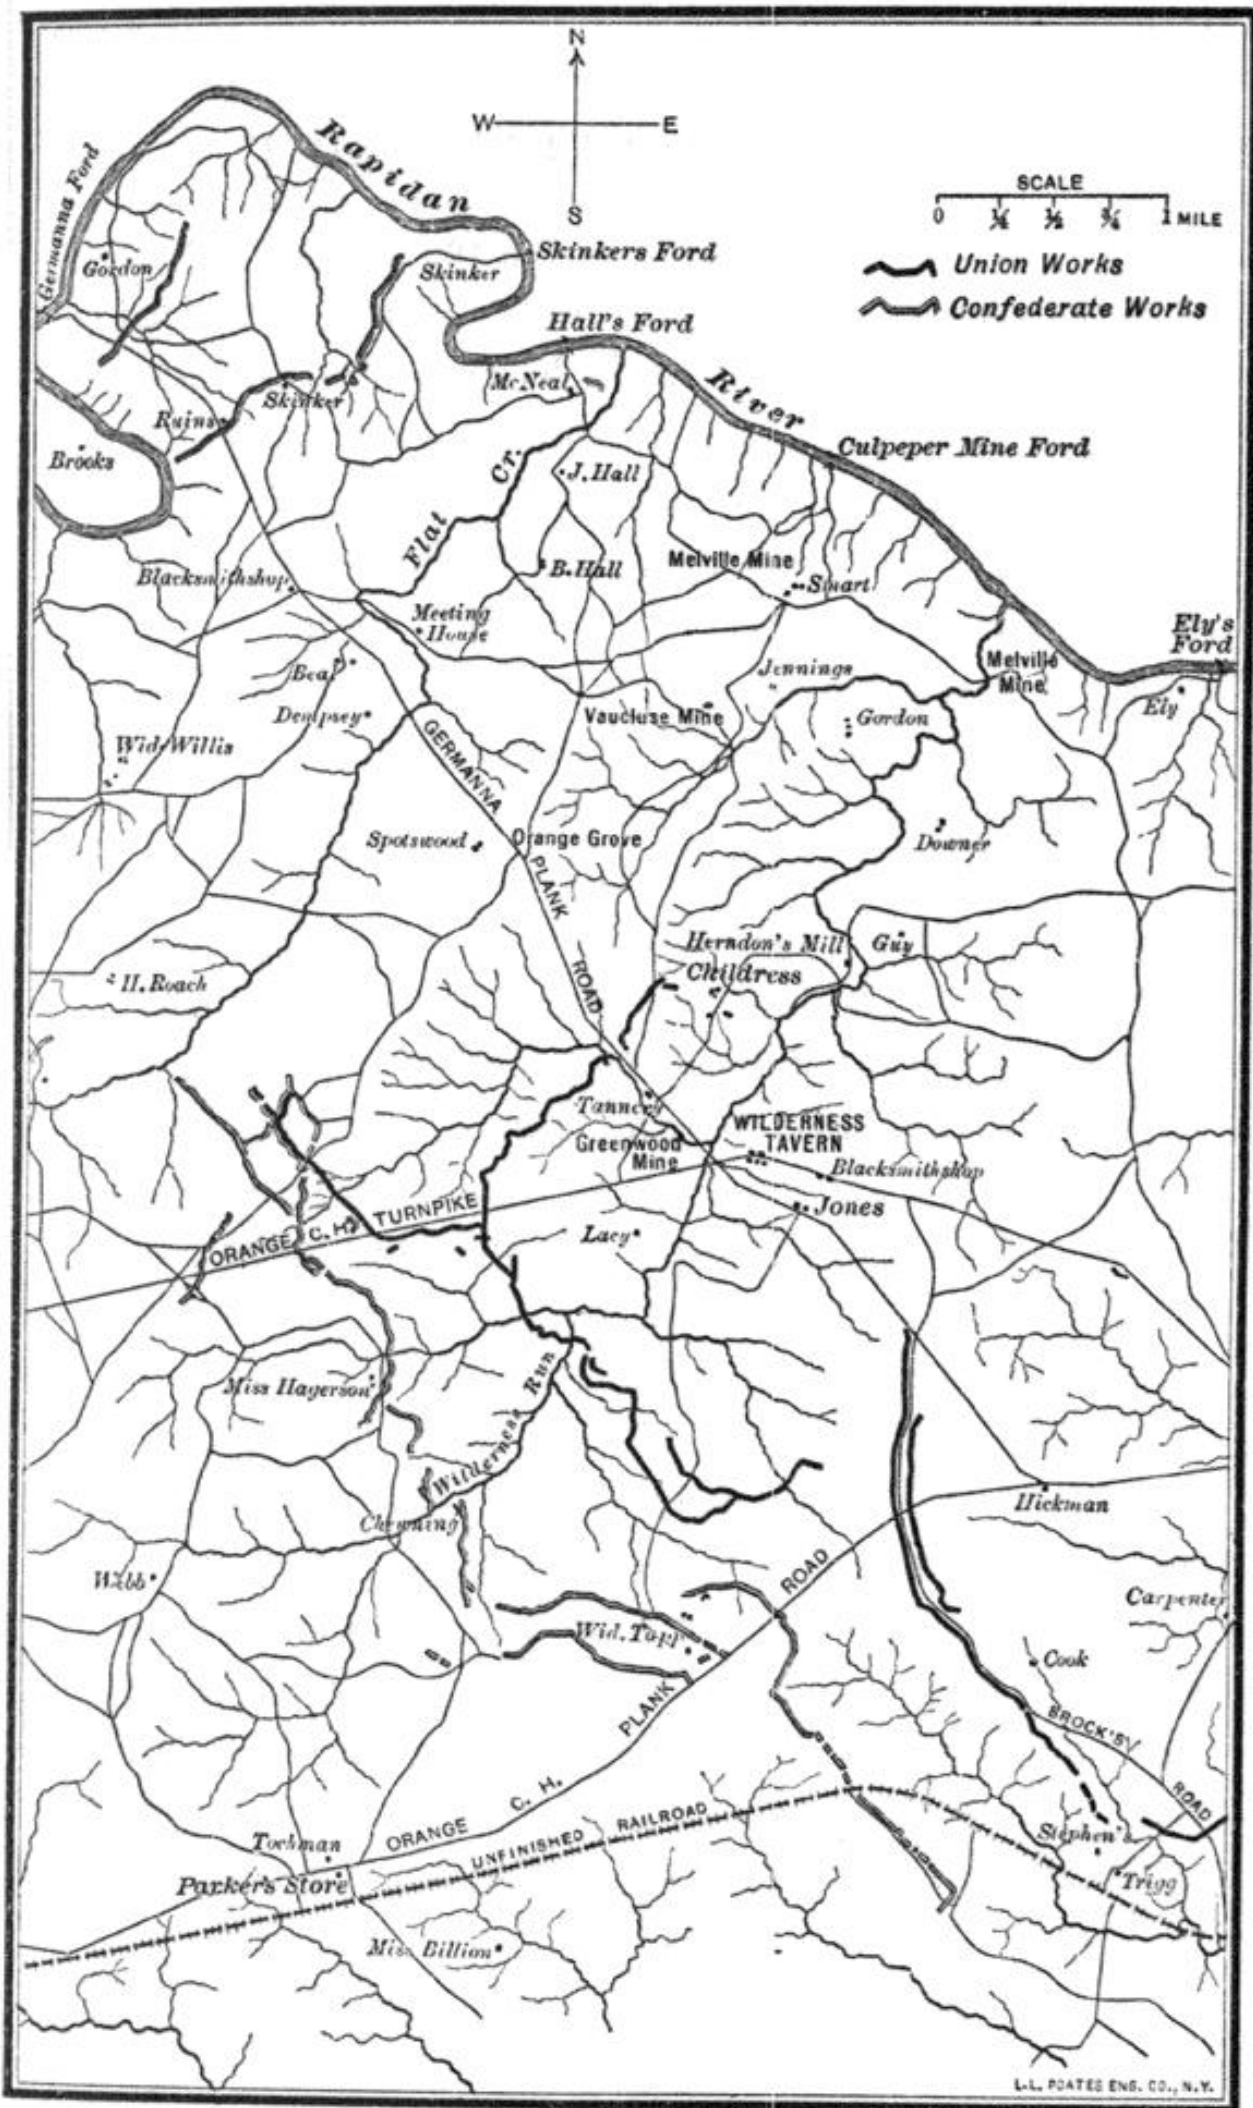 N
W E
S
Rapidan
Germanna Ford
SCALE
0 ¼ ½ ¾ 1 MILE
Union Works
Confederate Works
Gordon
Skinker
Skinkers Ford
Hall's Ford
McNeal
River
Skinker
Ruins
Brooks
Culpeper Mine Ford
Flat Cr.
J. Hall
B. Hall
Melville Mine
Stuart
Blacksmithshop
Meeting
House
Ely's
Ford
Melville
Mine
Beal
Jennings
Dempsey
Vaucluse Mine
Gordon
Ely
Wid. Willis
GERMANNA PLANK ROAD
Spotswood
Orange Grove
Downer
Herndon's Mill
Guy
Childress
H. Roach
Tannery
Greenwood
Mine
WILDERNESS
TAVERN
Blacksmithshop
Jones
ORANGE C. H. TURNPIKE
Lacy
Miss Hagerson
Wilderness Run
Hickman
Chewning
Webb
Carpenter
Wid. Tapp
Cook
ORANGE C. H. PLANK ROAD
BROCK'S ROAD
UNFINISHED RAILROAD
Tochman
Parker's Store
Stephen's
Trigg
Miss Billion
L.L. POATES ENG. CO., N.Y.